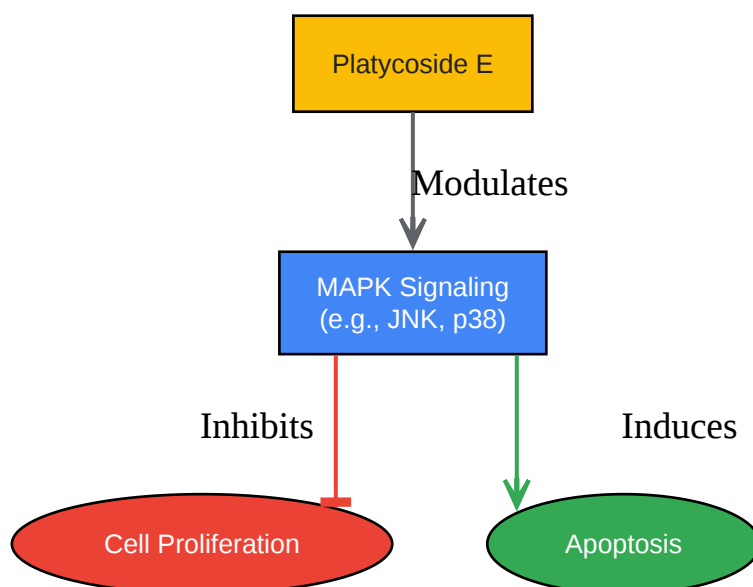 Platycoside E
Modulates
MAPK Signaling
(e.g., JNK, p38)
Inhibits
Induces
Cell Proliferation
Apoptosis